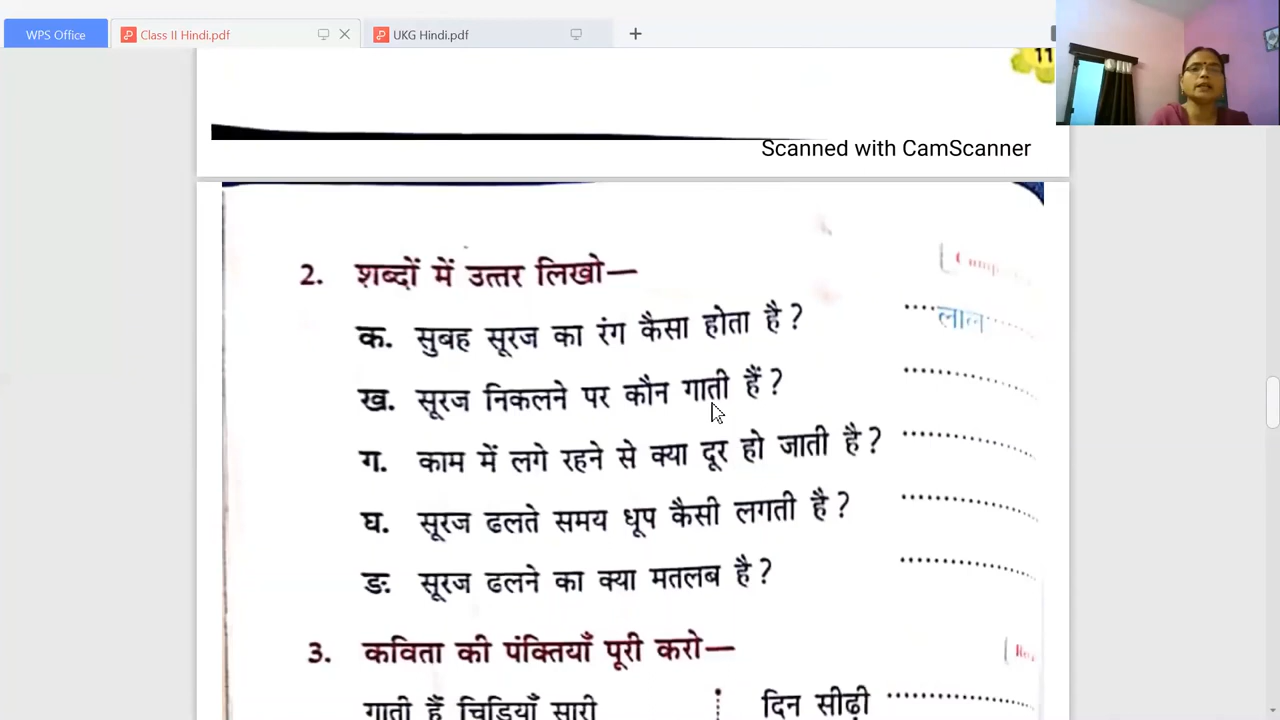 WPS Office
Class II Hindi.pdf
UKG Hindi.pdf
11
Scanned with CamScanner
2. शब्दों में उत्तर लिखो—
क. सुबह सूरज का रंग कैसा होता है? लाल
ख. सूरज निकलने पर कौन गाती हैं?
ग. काम में लगे रहने से क्या दूर हो जाती है?
घ. सूरज ढलते समय धूप कैसी लगती है?
ङ. सूरज ढलने का क्या मतलब है?
3. कविता की पंक्तियाँ पूरी करो—
गाती हैं चिड़ियाँ सारी
दिन सीढ़ी